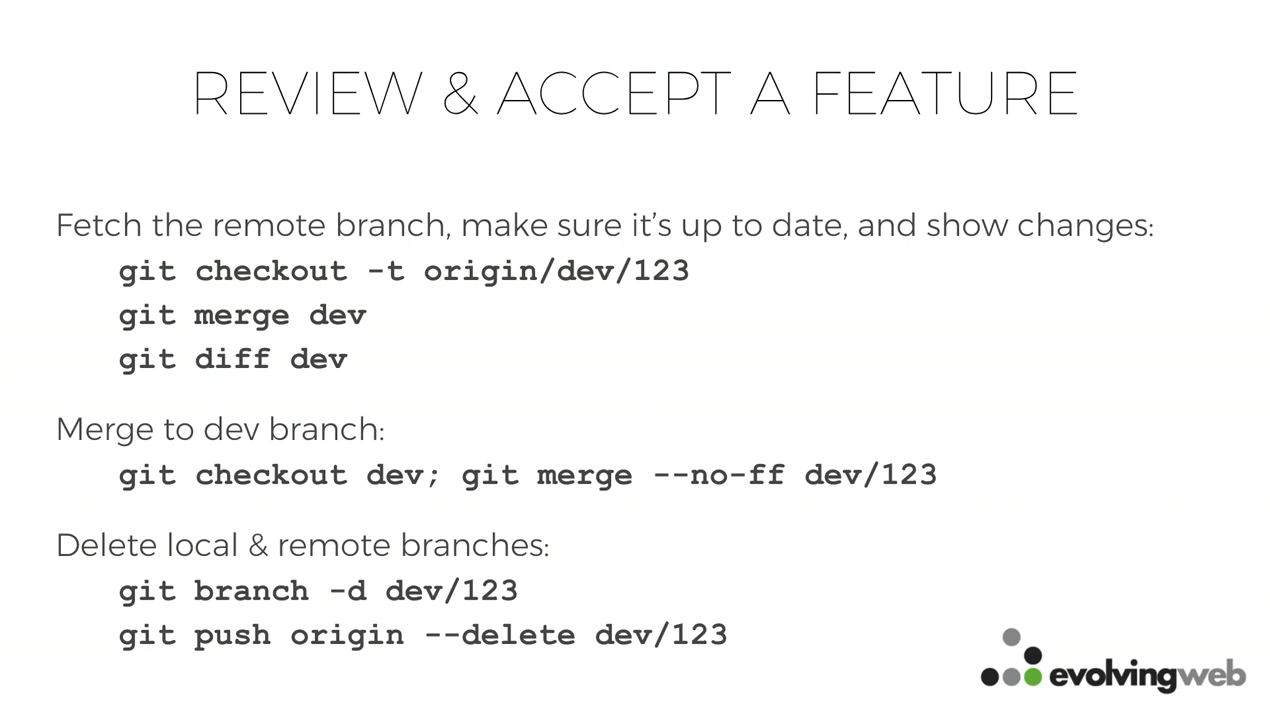 REVIEW & ACCEPT A FEATURE
Fetch the remote branch, make sure it's up to date, and show changes:
git checkout -t origin/dev/123
git merge dev
git diff dev
Merge to dev branch:
git checkout dev; git merge --no-ff dev/123
Delete local & remote branches:
git branch -d dev/123
git push origin --delete dev/123
evolvingweb